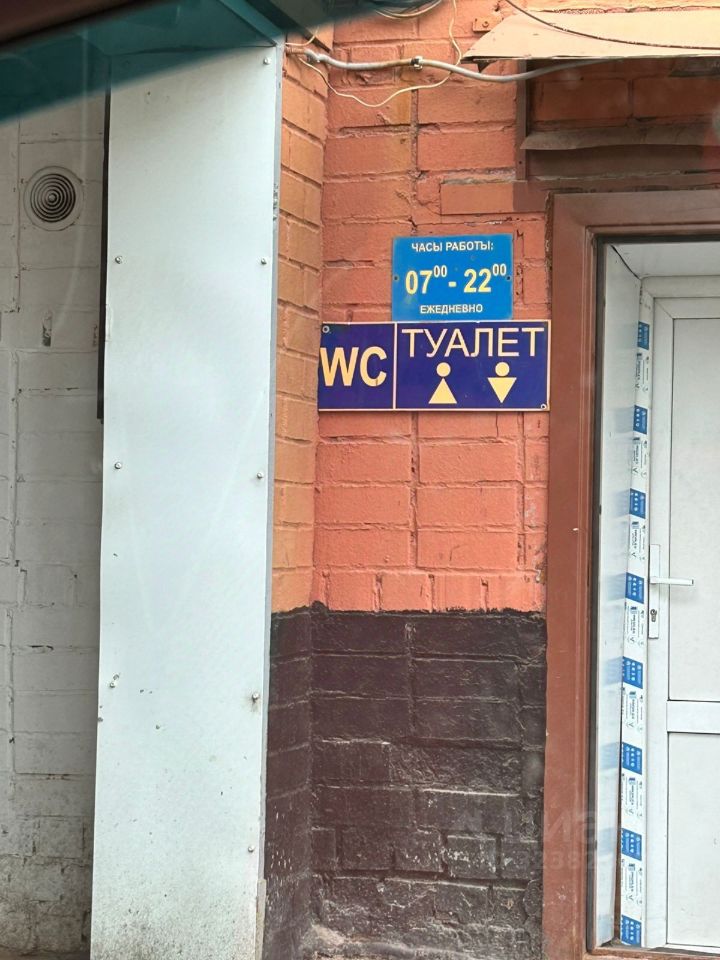 ЧАСЫ РАБОТЫ:
07⁰⁰ - 22⁰⁰
ЕЖЕДНЕВНО
WC
ТУАЛЕТ